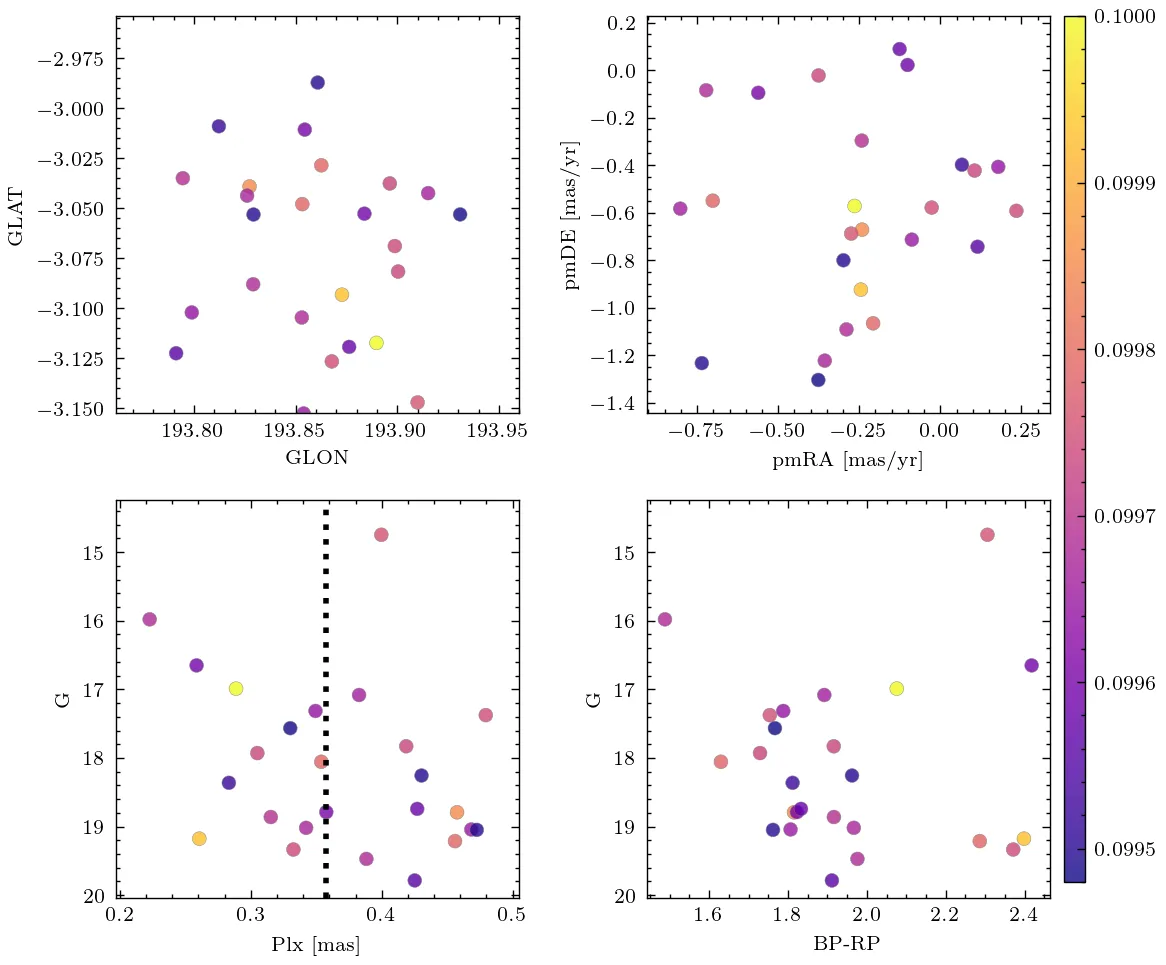 −2.975
−3.000
−3.025
−3.050
−3.075
−3.100
−3.125
−3.150
GLAT
193.80 193.85 193.90 193.95
GLON
0.2
0.0
−0.2
−0.4
−0.6
−0.8
−1.0
−1.2
−1.4
pmDE [mas/yr]
−0.75 −0.50 −0.25 0.00 0.25
pmRA [mas/yr]
0.1000
0.0999
0.0998
0.0997
0.0996
0.0995
15
16
17
18
19
20
G
0.2 0.3 0.4 0.5
Plx [mas]
15
16
17
18
19
20
G
1.6 1.8 2.0 2.2 2.4
BP-RP